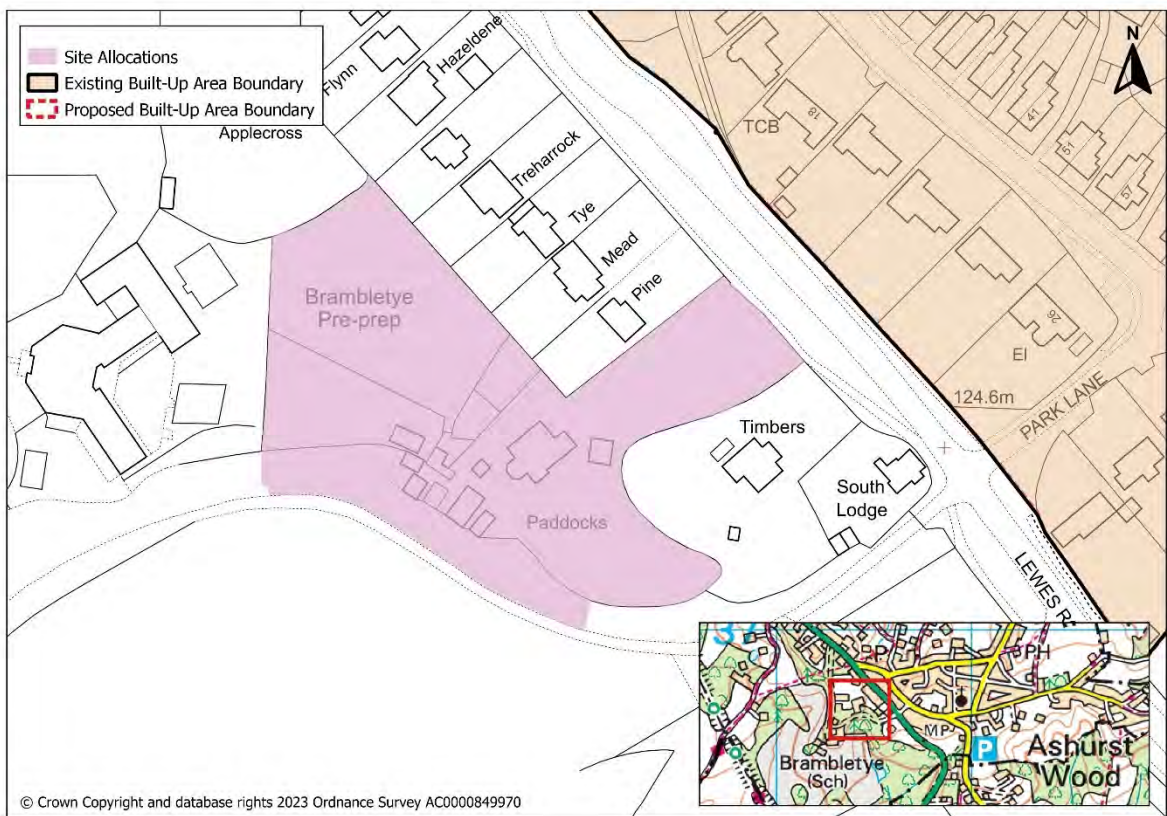 Site Allocations
Existing Built-Up Area Boundary
Proposed Built-Up Area Boundary
N
Flynn
Hazeldene
Applecross
TCB
18
41
51
57
Treharrock
Tye
Mead
Pine
Brambletye
Pre-prep
26
El
124.6m
PARK LANE
Timbers
South
Lodge
Paddocks
LEWES
37
P
PH
MP
P
Ashurst
Wood
Brambletye
(Sch)
© Crown Copyright and database rights 2023 Ordnance Survey AC0000849970